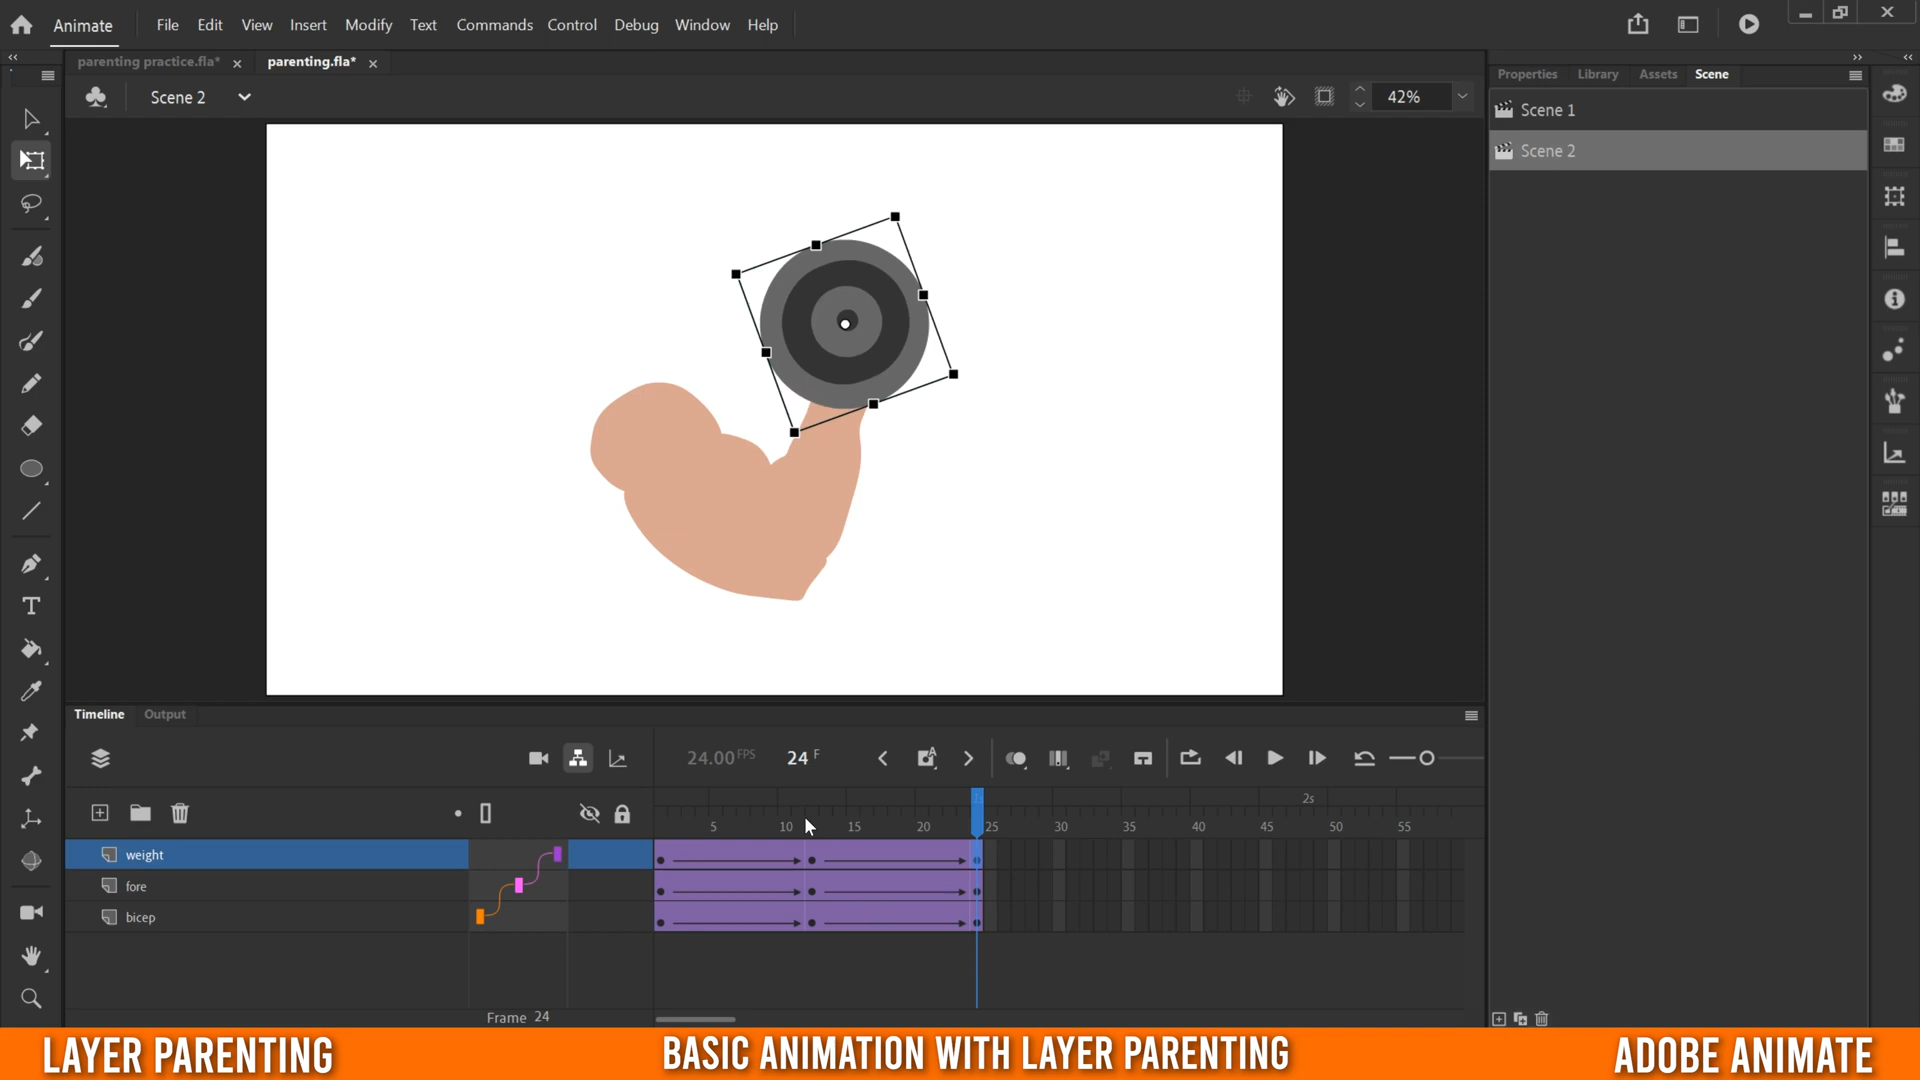 Animate File Edit View Insert Modify Text Commands Control Debug Window Help
parenting practice.fla* parenting.fla*
Scene 2 42%
Properties Library Assets Scene
Scene 1
Scene 2
Timeline Output
24.00 FPS 24 F
1s 2s
5 10 15 20 25 30 35 40 45 50 55
weight
fore
bicep
Frame 24
LAYER PARENTING BASIC ANIMATION WITH LAYER PARENTING ADOBE ANIMATE